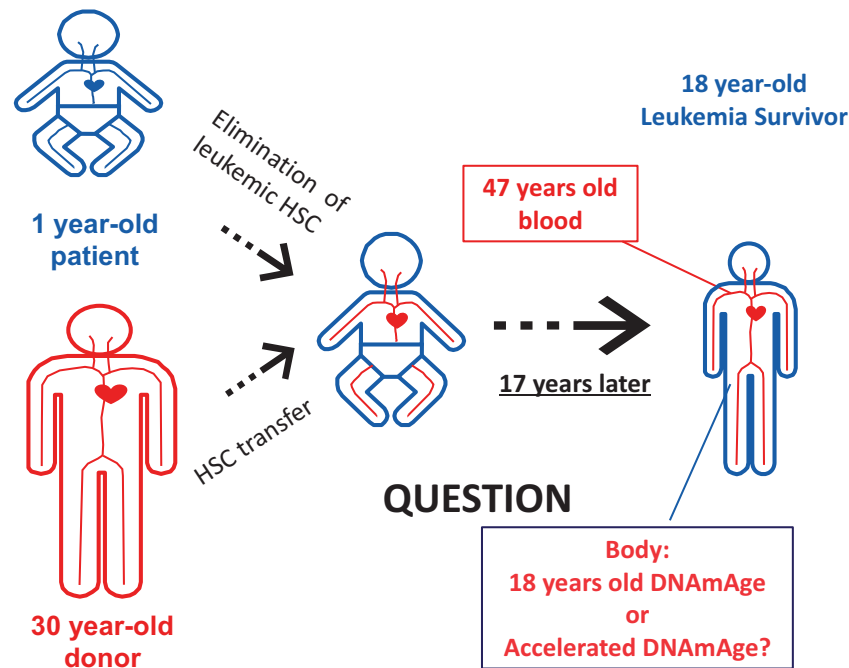 1 year-old
patient
Elimination of
leukemic HSC
30 year-old
donor
HSC transfer
17 years later
18 year-old
Leukemia Survivor
47 years old
blood
QUESTION
Body:
18 years old DNAmAge
or
Accelerated DNAmAge?